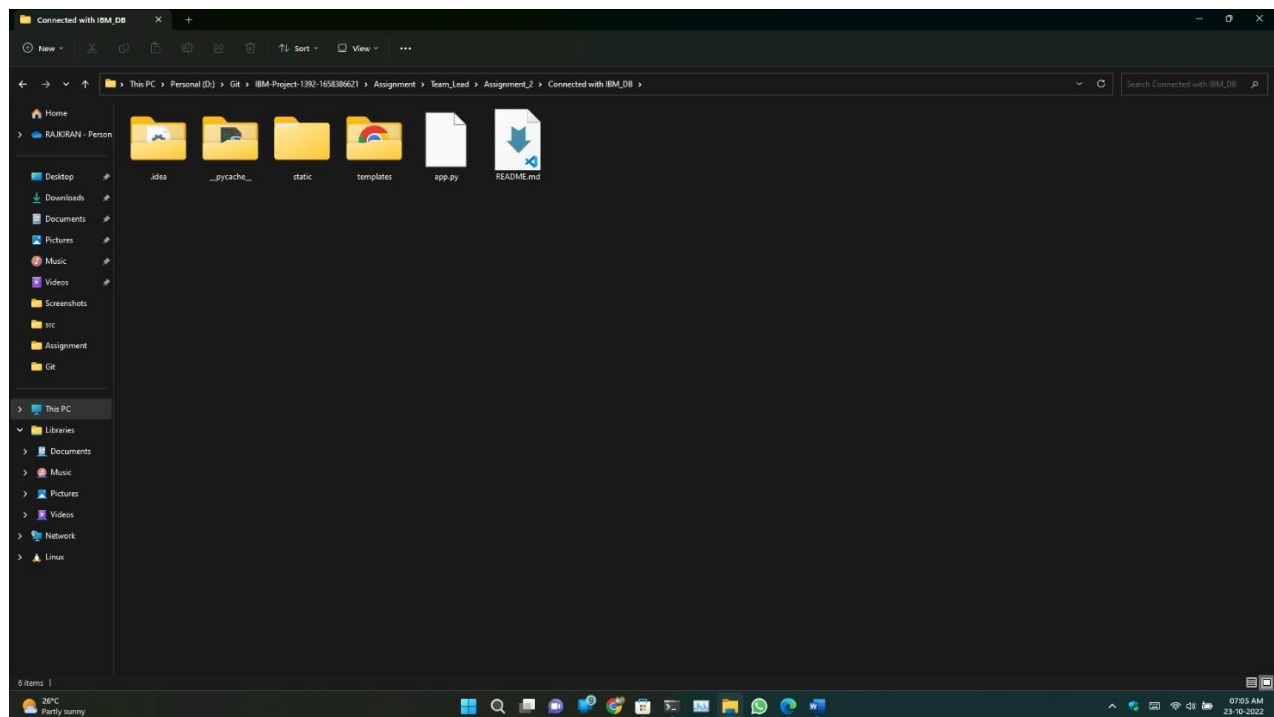 Connected with IBM_DB
New
Sort
View
This PC > Personal (D:) > Git > IBM-Project-1392-1658386621 > Assignment > Team_Lead > Assignment_2 > Connected with IBM_DB >
Search Connected with IBM_DB
Home
RAJKIRAN - Person
Desktop
Downloads
Documents
Pictures
Music
Videos
Screenshots
src
Assignment
Git
This PC
Libraries
Documents
Music
Pictures
Videos
Network
Linux
.idea
__pycache__
static
templates
app.py
README.md
6 items
26°C
Partly sunny
07:05 AM
23-10-2022